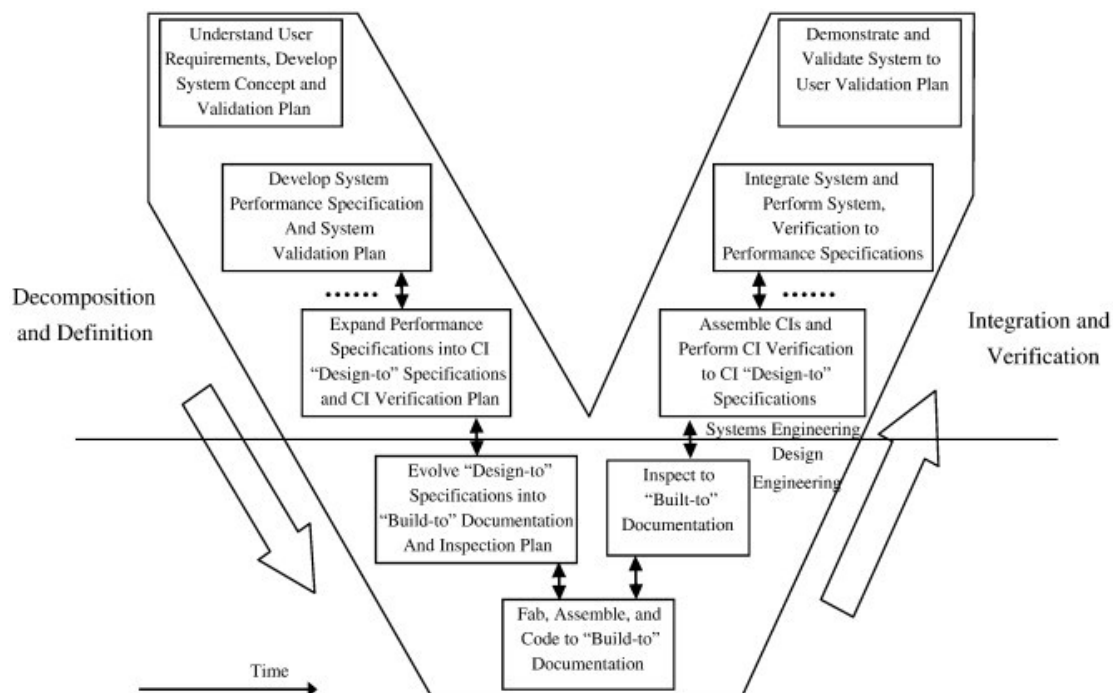 Understand User
Requirements, Develop
System Concept and
Validation Plan
Demonstrate and
Validate System to
User Validation Plan
Develop System
Performance Specification
And System
Validation Plan
Integrate System and
Perform System,
Verification to
Performance Specifications
Decomposition
and Definition
Expand Performance
Specifications into CI
“Design-to” Specifications
and CI Verification Plan
Assemble CIs and
Perform CI Verification
to CI “Design-to”
Specifications
Integration and
Verification
Systems Engineering
Design
Engineering
Evolve “Design-to”
Specifications into
“Build-to” Documentation
And Inspection Plan
Inspect to
“Built-to”
Documentation
Fab, Assemble, and
Code to “Build-to”
Documentation
Time